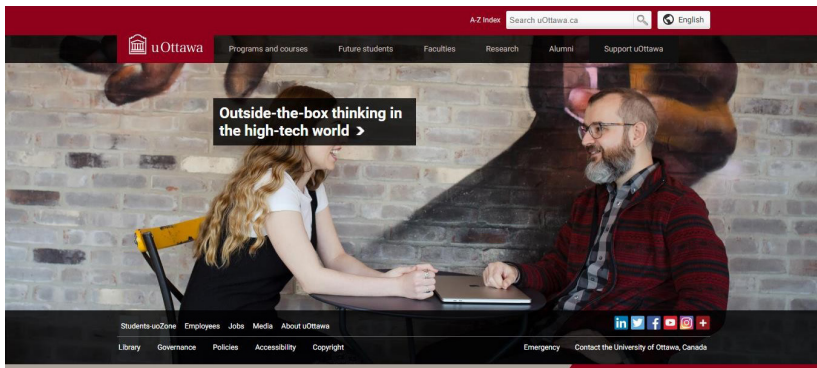 A-Z Index Search uOttawa.ca English
uOttawa Programs and courses Future students Faculties Research Alumni Support uOttawa
Outside-the-box thinking in
the high-tech world >
Students-uoZone Employees Jobs Media About uOttawa
Library Governance Policies Accessibility Copyright Emergency Contact the University of Ottawa, Canada